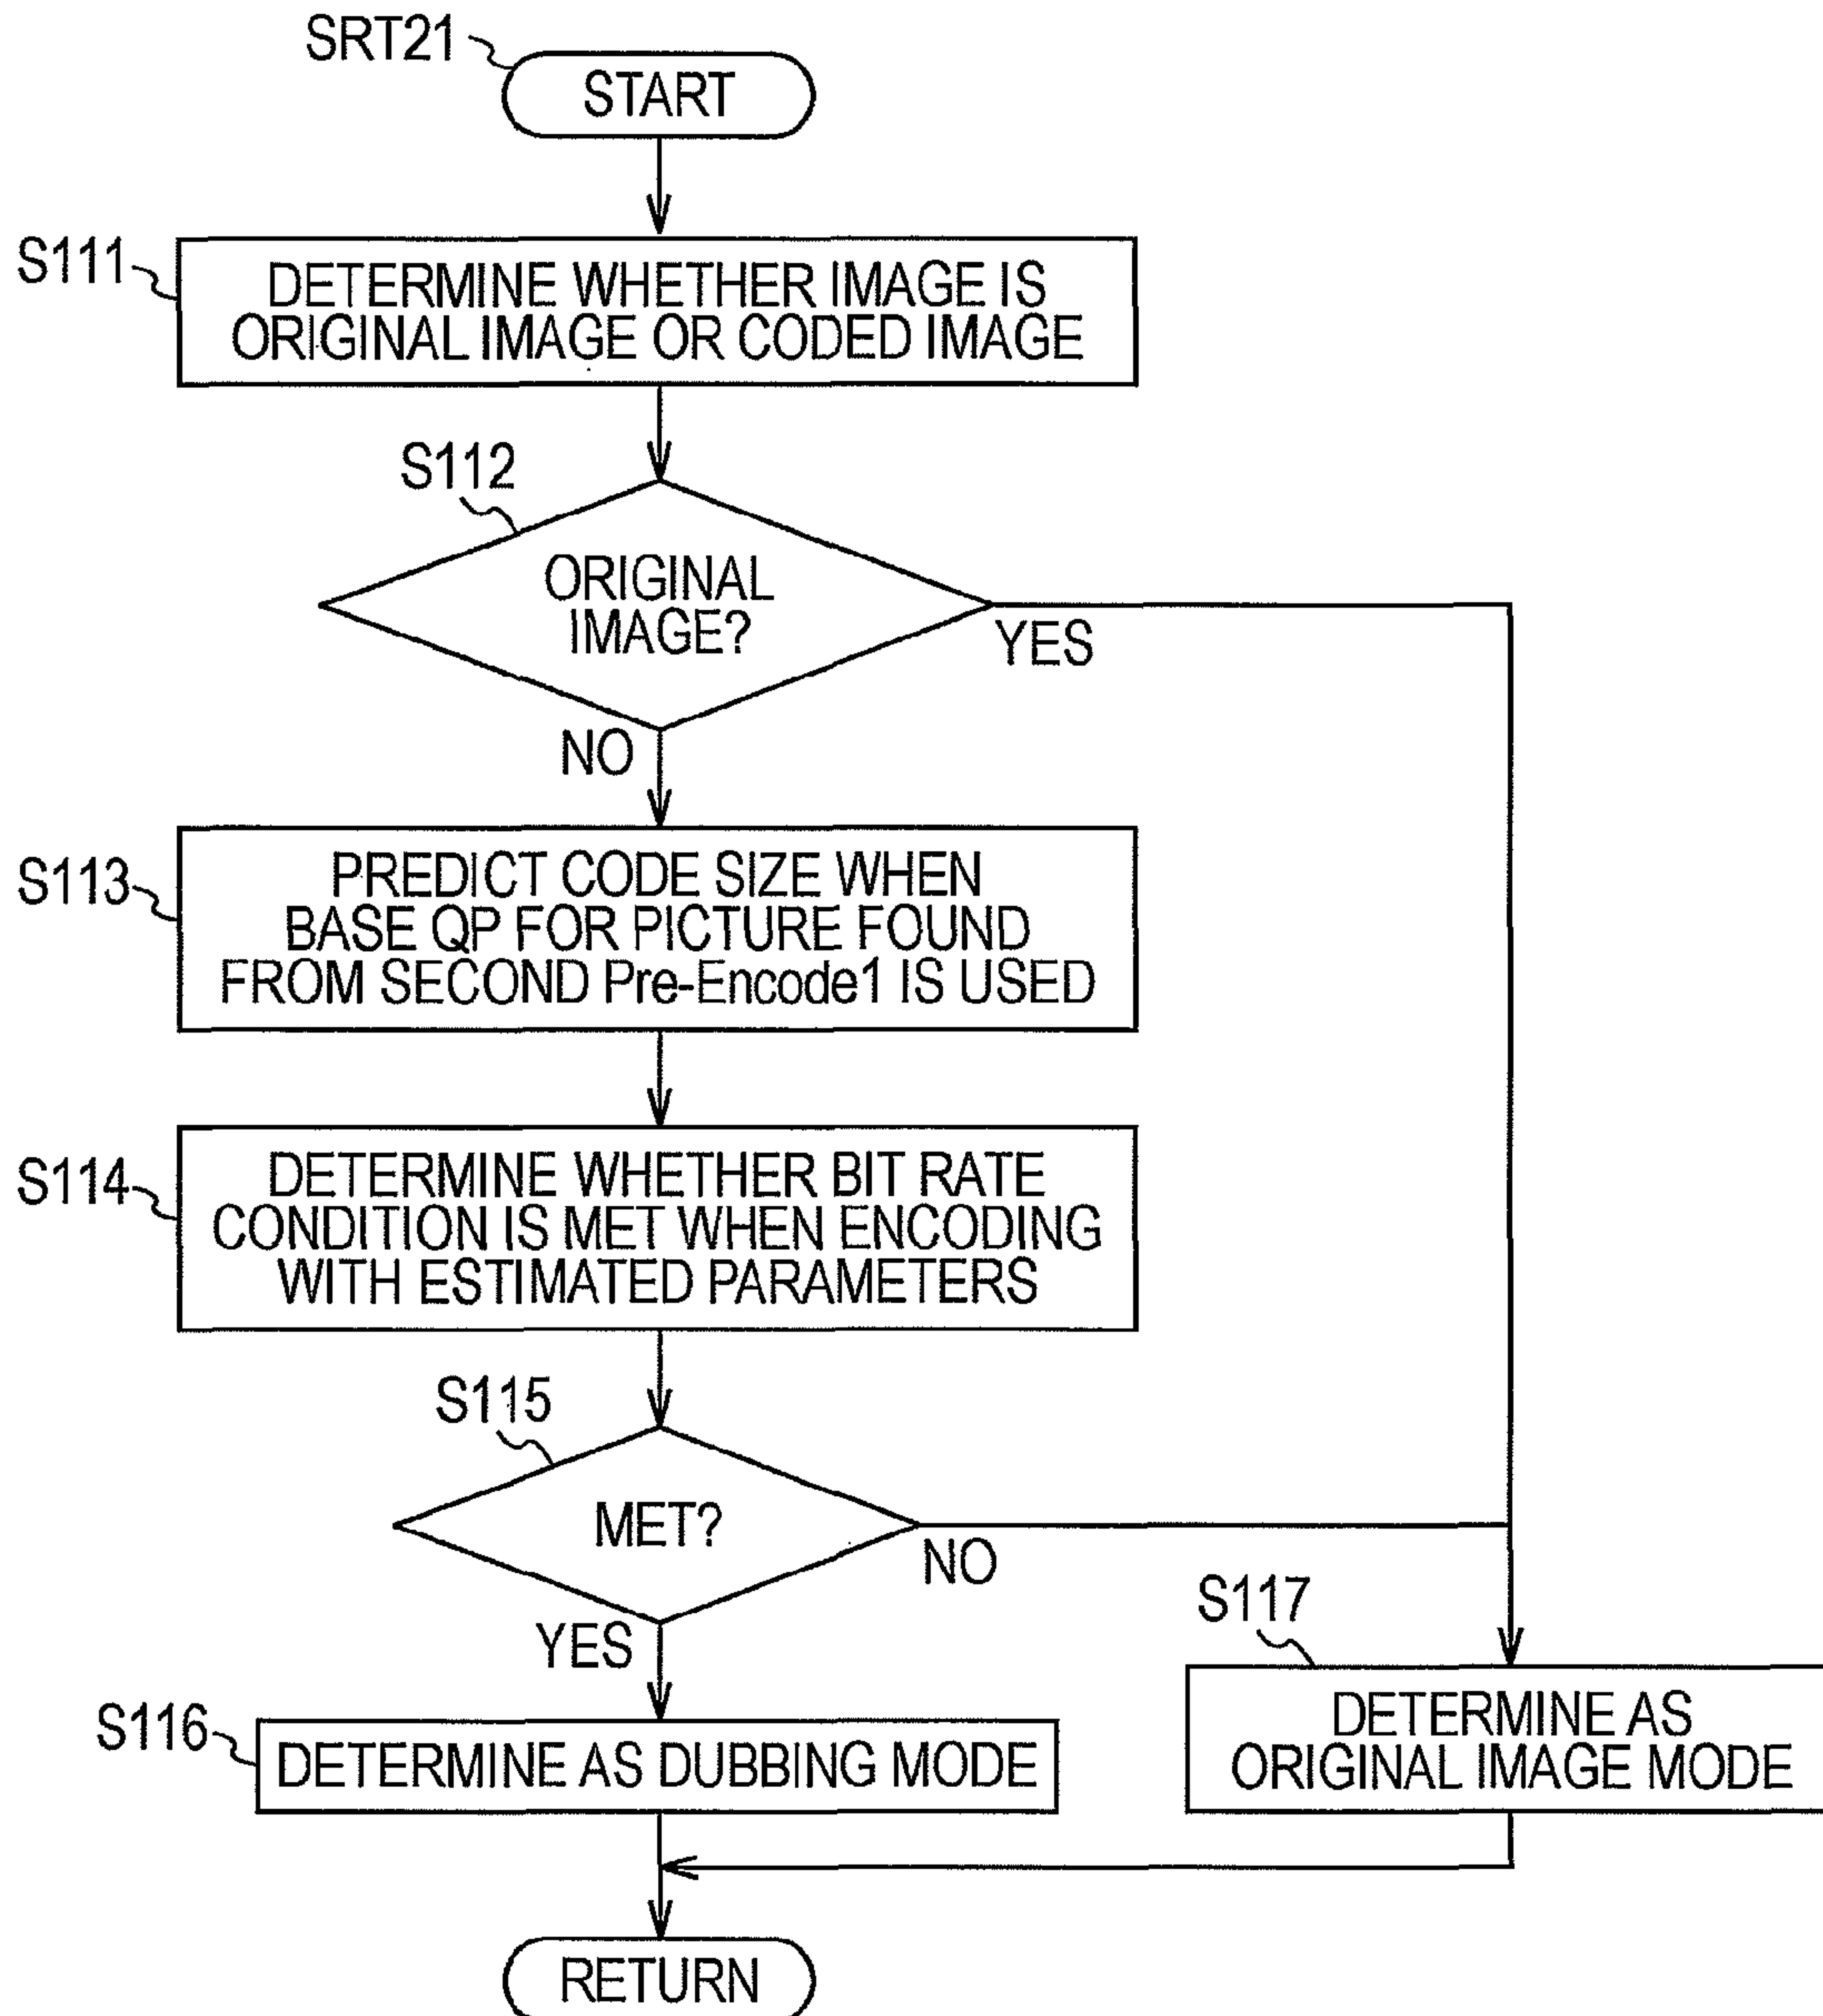 SRT21
START
S111
DETERMINE WHETHER IMAGE IS
ORIGINAL IMAGE OR CODED IMAGE
S112
ORIGINAL
IMAGE?
YES
NO
S113
PREDICT CODE SIZE WHEN
BASE QP FOR PICTURE FOUND
FROM SECOND Pre-Encode1 IS USED
S114
DETERMINE WHETHER BIT RATE
CONDITION IS MET WHEN ENCODING
WITH ESTIMATED PARAMETERS
S115
MET?
NO
YES
S117
DETERMINE AS
ORIGINAL IMAGE MODE
S116
DETERMINE AS DUBBING MODE
RETURN